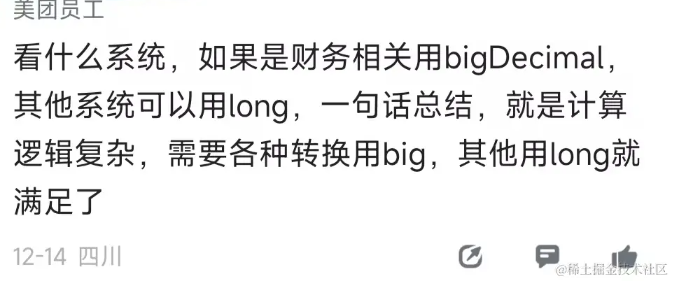 美团员工
看什么系统，如果是财务相关用bigDecimal，
其他系统可以用long，一句话总结，就是计算
逻辑复杂，需要各种转换用big，其他用long就
满足了
12-14 四川
@稀土掘金技术社区